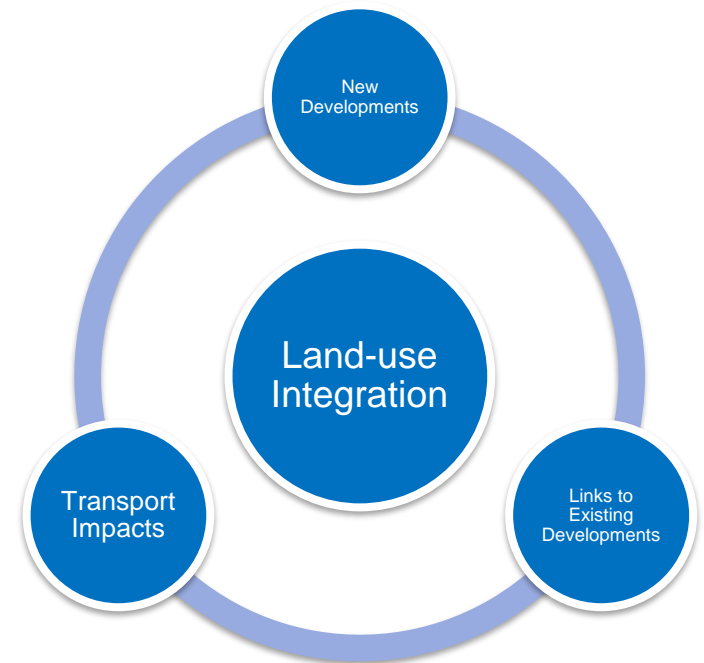 New
Developments
Land-use
Integration
Transport
Impacts
Links to
Existing
Developments